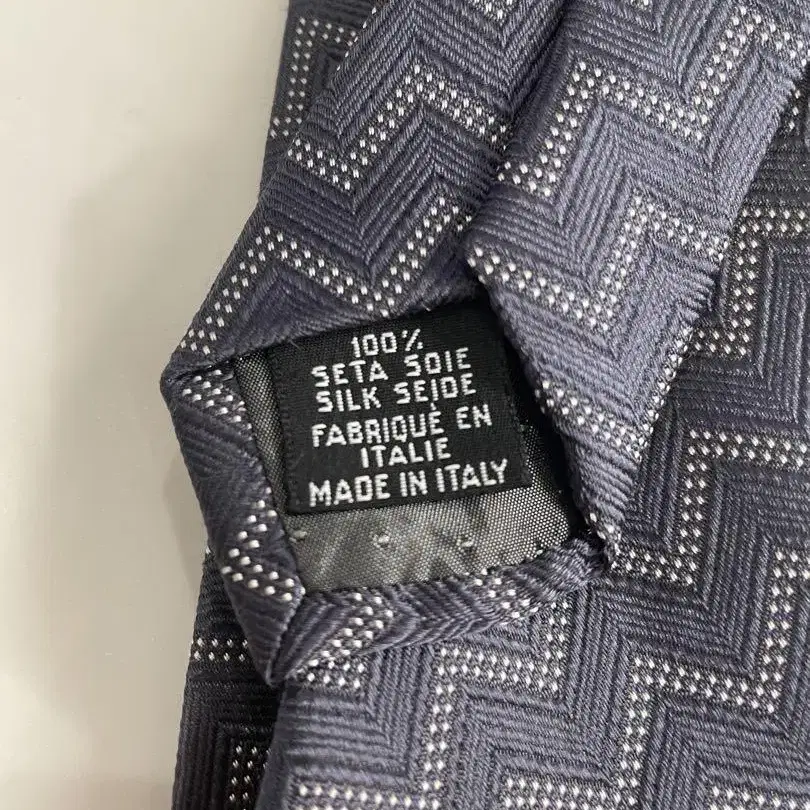 100%
SETA SOIE
SILK SEIDE
FABRIQUÈ EN
ITALIE
MADE IN ITALY